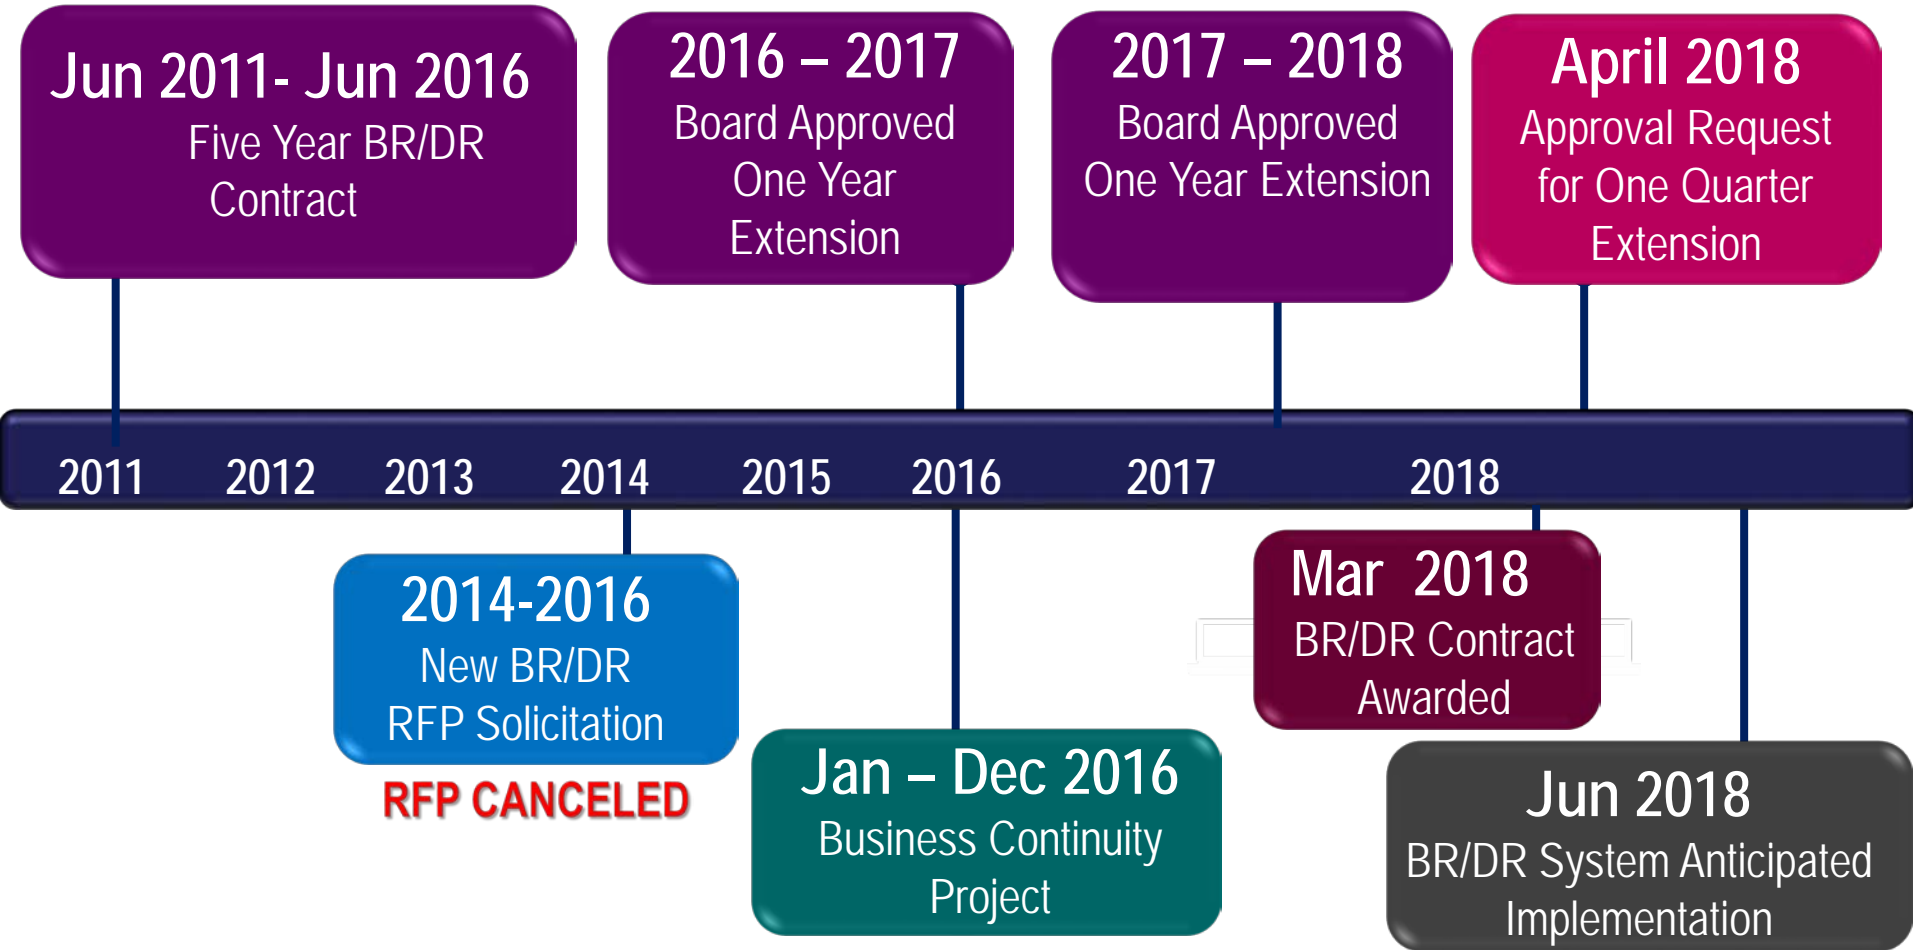 Jun 2011- Jun 2016
Five Year BR/DR
Contract
2016 – 2017
Board Approved
One Year
Extension
2017 – 2018
Board Approved
One Year Extension
April 2018
Approval Request
for One Quarter
Extension
2011 2012 2013 2014 2015 2016 2017 2018
2014-2016
New BR/DR
RFP Solicitation
RFP CANCELED
Jan – Dec 2016
Business Continuity
Project
Mar 2018
BR/DR Contract
Awarded
Jun 2018
BR/DR System Anticipated
Implementation